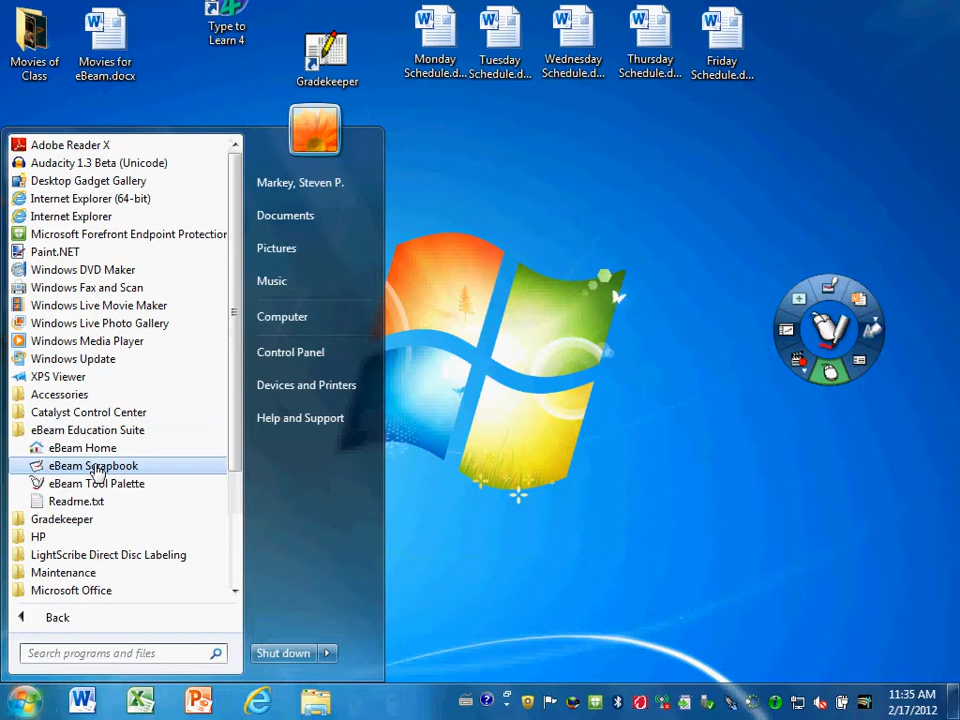 Movies of
Class
Movies for
eBeam.docx
Type to
Learn 4
Gradekeeper
Monday
Schedule.d...
Tuesday
Schedule.d...
Wednesday
Schedule.d...
Thursday
Schedule.d...
Friday
Schedule.d...
Adobe Reader X
Audacity 1.3 Beta (Unicode)
Desktop Gadget Gallery
Internet Explorer (64-bit)
Internet Explorer
Microsoft Forefront Endpoint Protection
Paint.NET
Windows DVD Maker
Windows Fax and Scan
Windows Live Movie Maker
Windows Live Photo Gallery
Windows Media Player
Windows Update
XPS Viewer
Accessories
Catalyst Control Center
eBeam Education Suite
eBeam Home
eBeam Scrapbook
eBeam Tool Palette
Readme.txt
Gradekeeper
HP
LightScribe Direct Disc Labeling
Maintenance
Microsoft Office
Back
Search programs and files
Markey, Steven P.
Documents
Pictures
Music
Computer
Control Panel
Devices and Printers
Help and Support
Shut down
11:35 AM
2/17/2012